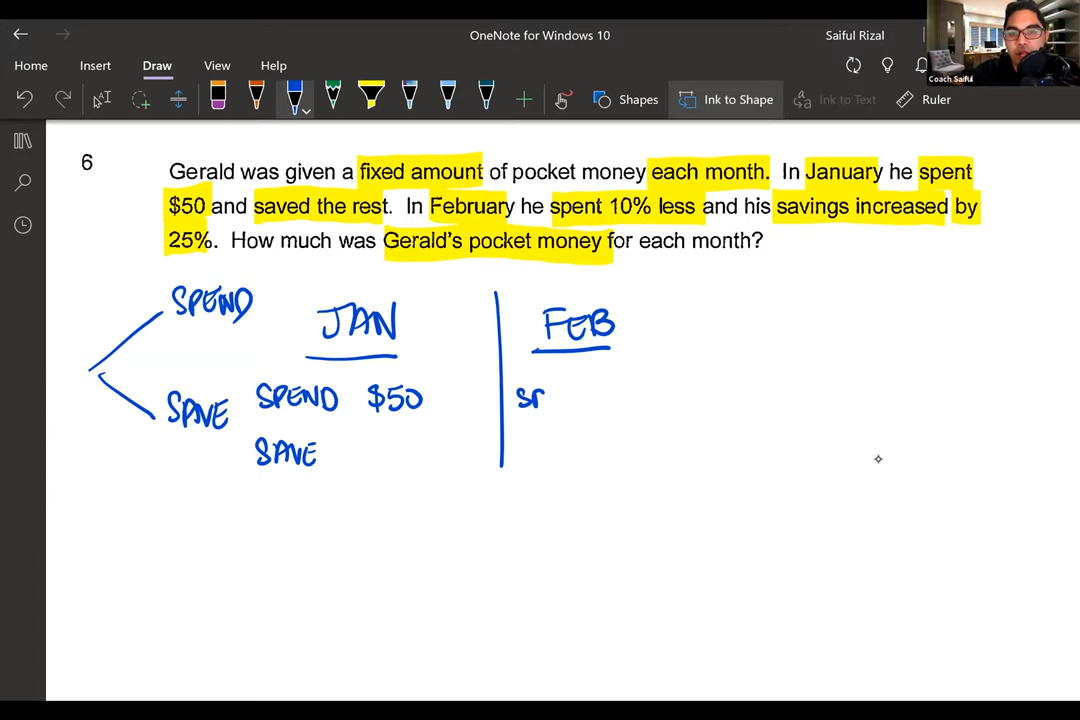 OneNote for Windows 10
Saiful Rizal
Home Insert Draw View Help
Coach Saiful
Shapes Ink to Shape Ink to Text Ruler
6
Gerald was given a fixed amount of pocket money each month. In January he spent
$50 and saved the rest. In February he spent 10% less and his savings increased by
25%. How much was Gerald's pocket money for each month?
SPEND
JAN
FEB
SAVE
SPEND $50
SP
SAVE